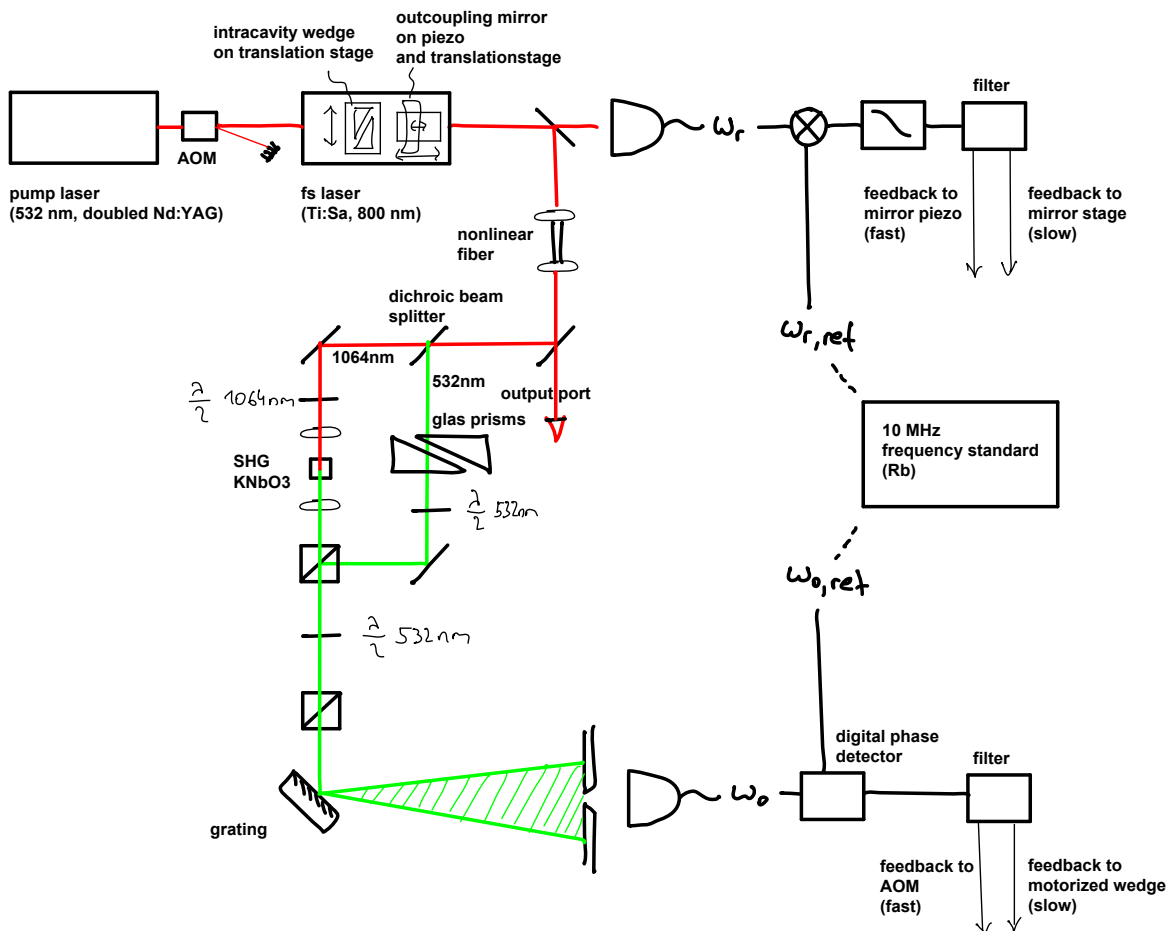 intracavity wedge
on translation stage
outcoupling mirror
on piezo
and translationstage
AOM
pump laser
(532 nm, doubled Nd:YAG)
fs laser
(Ti:Sa, 800 nm)
ωr
filter
feedback to
mirror piezo
(fast)
feedback to
mirror stage
(slow)
nonlinear
fiber
dichroic beam
splitter
1064nm
532nm
output port
ωr,ref
λ/2 1064nm
glas prisms
SHG
KNbO3
λ/2 532nm
10 MHz
frequency standard
(Rb)
ωo,ref
λ/2 532nm
digital phase
detector
filter
ωo
grating
feedback to
AOM
(fast)
feedback to
motorized wedge
(slow)